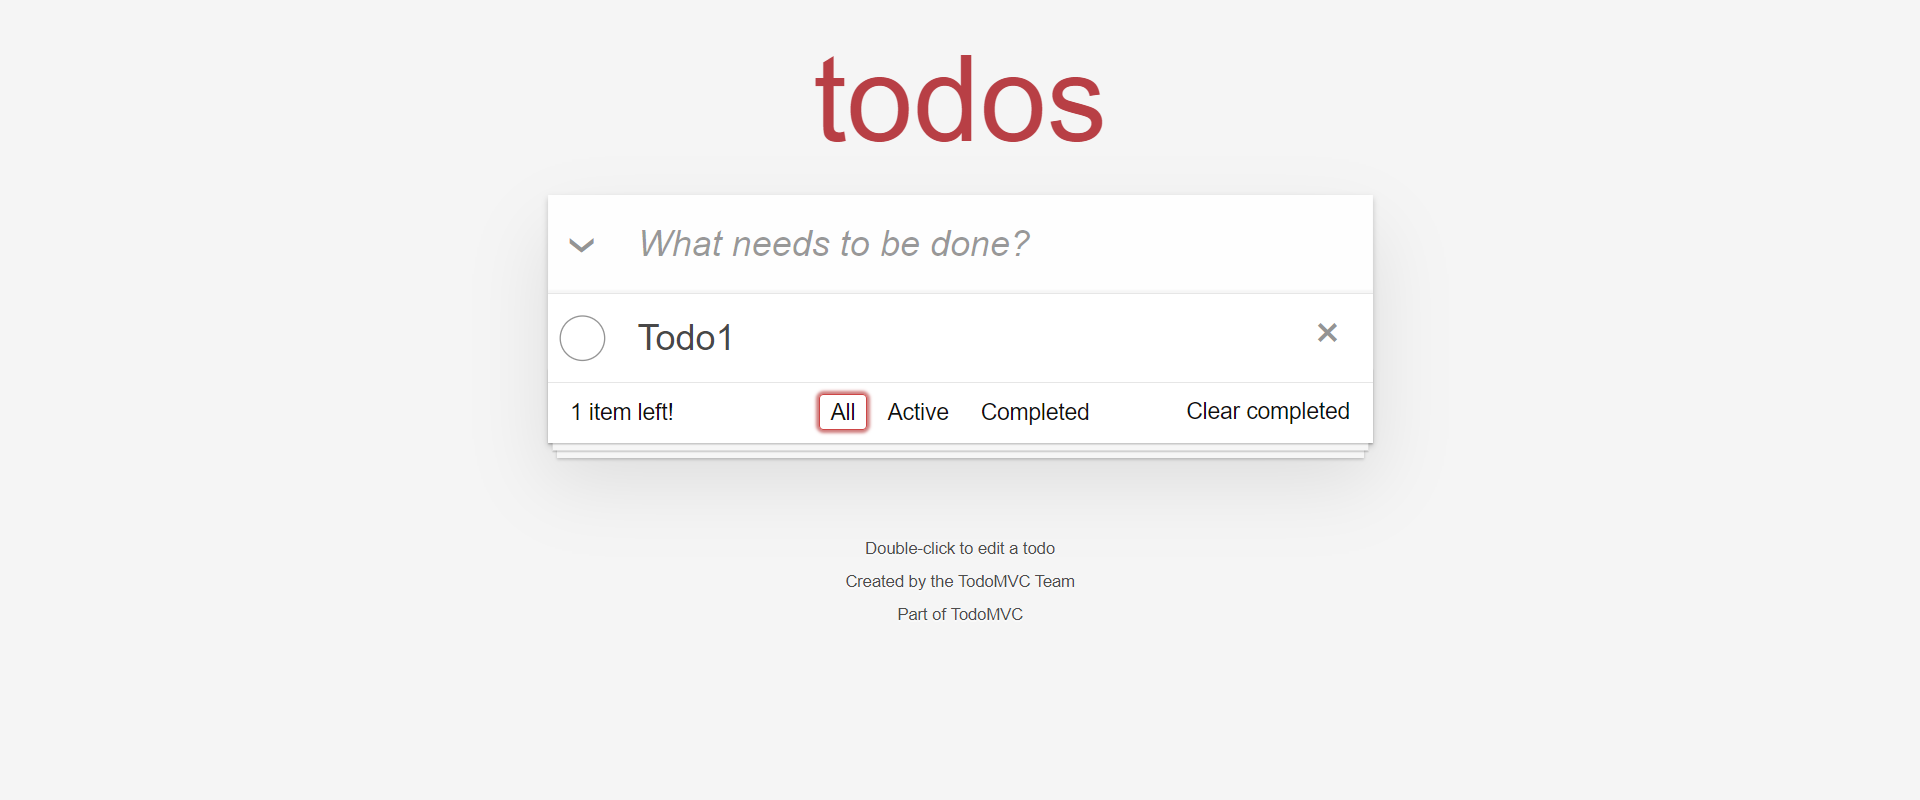 todos
What needs to be done?
Todo1
1 item left!
All
Active
Completed
Clear completed
Double-click to edit a todo
Created by the TodoMVC Team
Part of TodoMVC